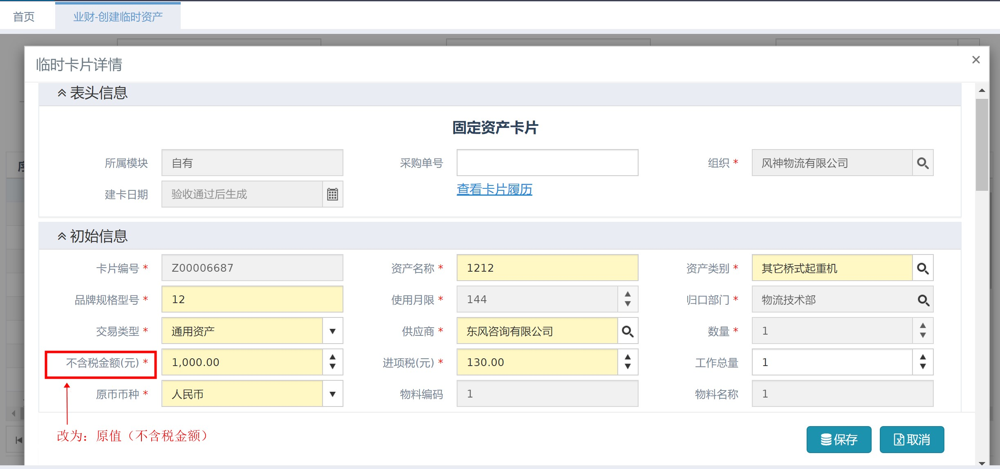 首页 业财-创建临时资产
临时卡片详情
表头信息
固定资产卡片
所属模块 自有 采购单号 组织 * 风神物流有限公司
建卡日期 验收通过后生成 查看卡片履历
初始信息
卡片编号 * Z00006687 资产名称 * 1212 资产类别 * 其它桥式起重机
品牌规格型号 * 12 使用月限 * 144 归口部门 * 物流技术部
交易类型 * 通用资产 供应商 * 东风咨询有限公司 数量 * 1
不含税金额(元) * 1,000.00 进项税(元) * 130.00 工作总量 1
原币币种 * 人民币 物料编码 1 物料名称 1
改为：原值（不含税金额）
保存 取消